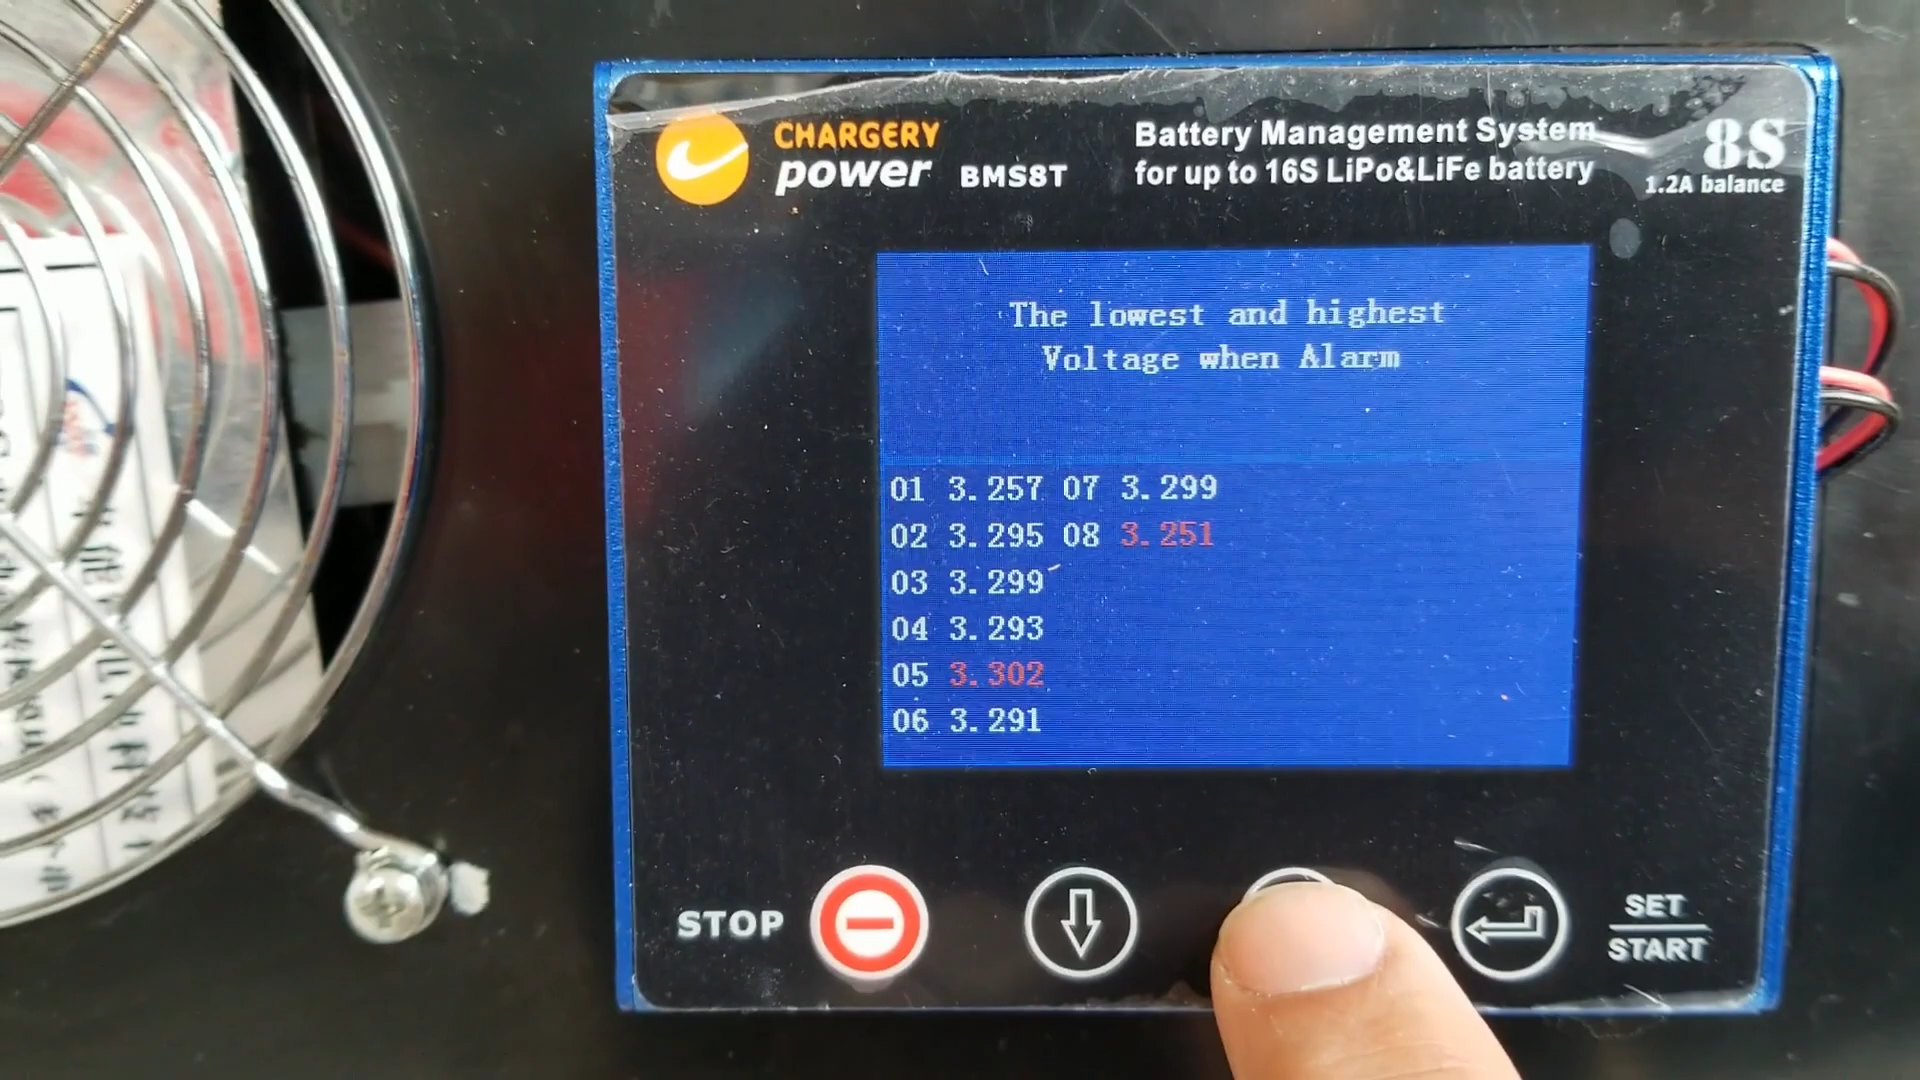 CHARGERY
power BMS8T
Battery Management System
for up to 16S LiPo&LiFe battery
8S
1.2A balance
The lowest and highest
Voltage when Alarm
01 3.257 07 3.299
02 3.295 08 3.251
03 3.299
04 3.293
05 3.302
06 3.291
STOP
SET
START